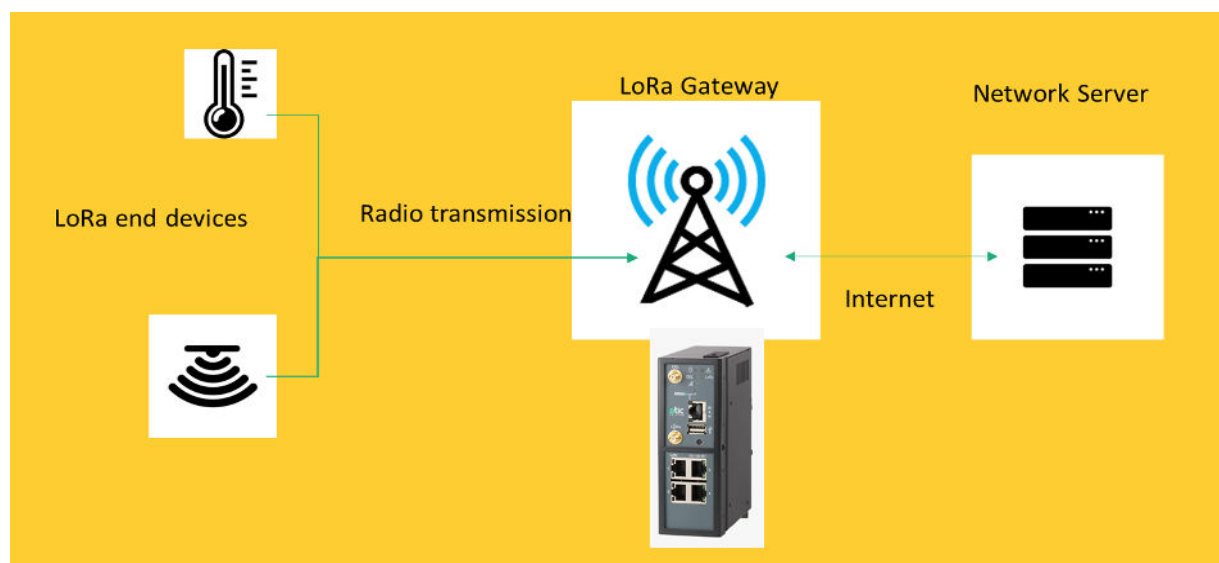 LoRa Gateway
Network Server
LoRa end devices
Radio transmission
Internet